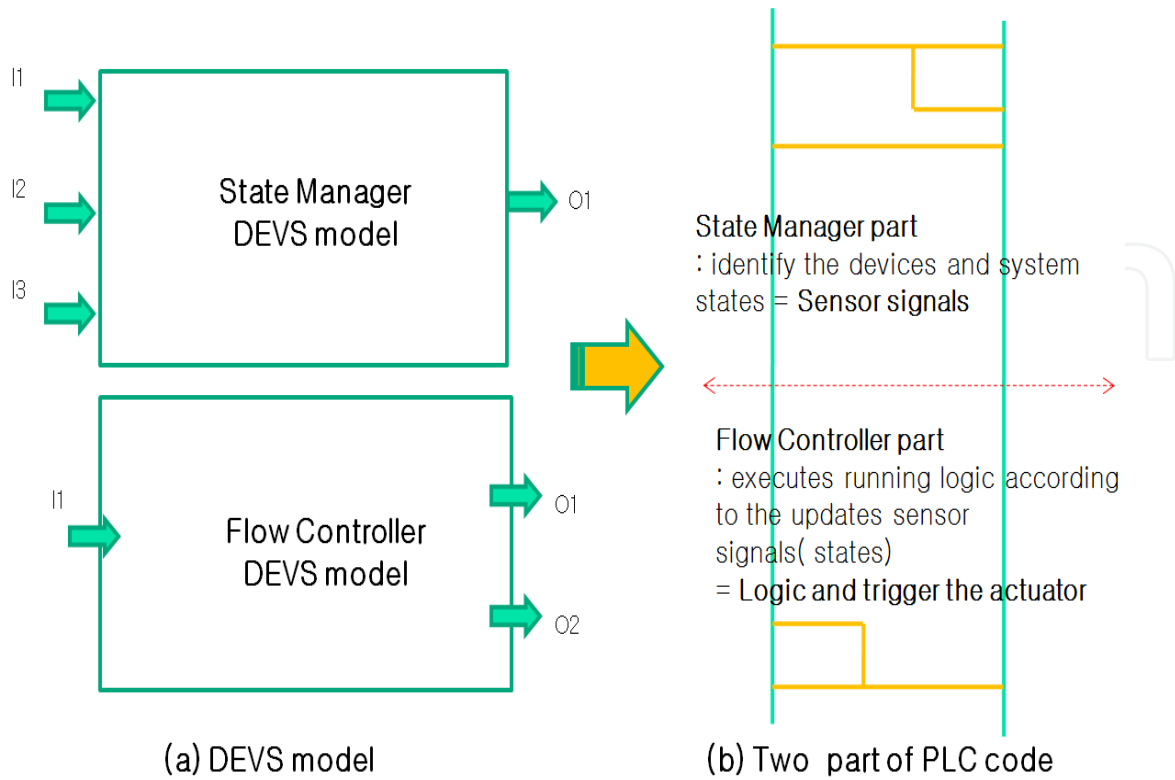 I1
I2
I3
State Manager
DEVS model
O1
I1
Flow Controller
DEVS model
O1
O2
(a) DEVS model
State Manager part
: identify the devices and system
states = Sensor signals
Flow Controller part
: executes running logic according
to the updates sensor
signals( states)
= Logic and trigger the actuator
(b) Two part of PLC code